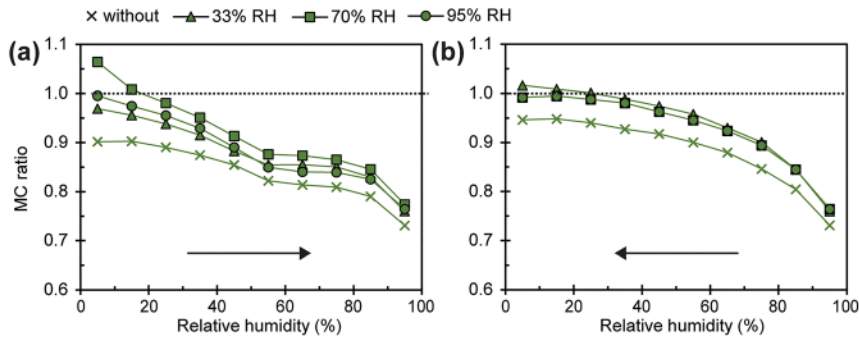 without 33% RH 70% RH 95% RH
(a) (b)
1.1 1.1
1.0 1.0
0.9 0.9
MC ratio
0.8 0.8
0.7 0.7
0.6 0.6
0 20 40 60 80 100 0 20 40 60 80 100
Relative humidity (%) Relative humidity (%)